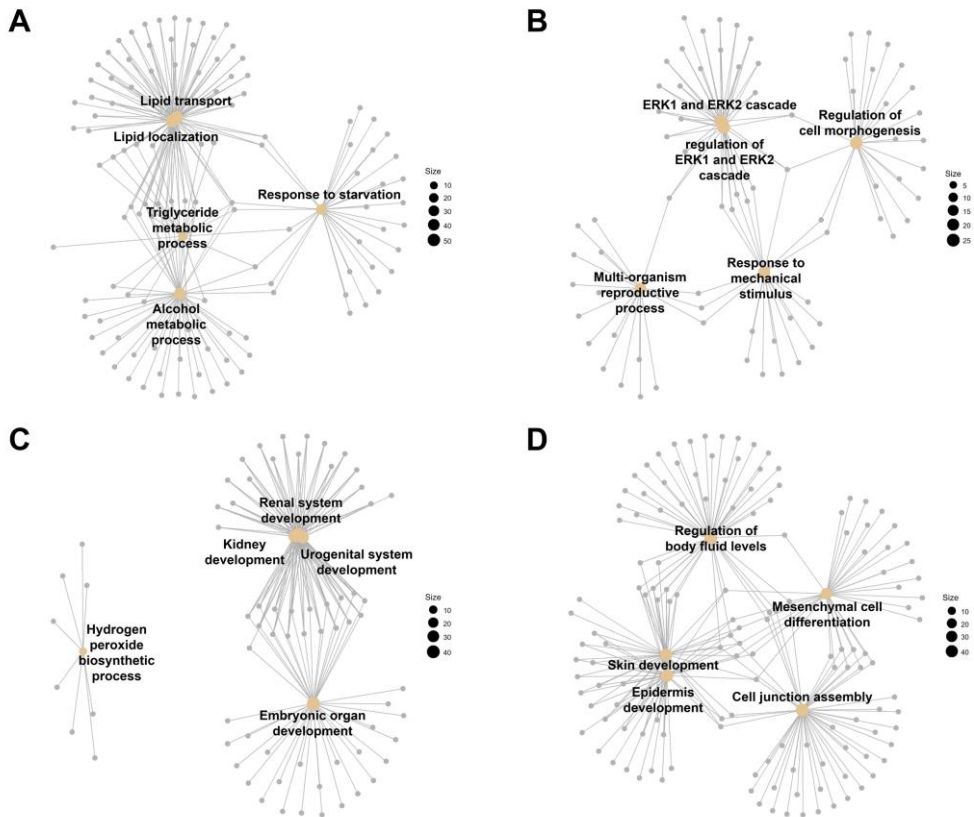 A
Lipid transport
Lipid localization
Response to starvation
Triglyceride
metabolic
process
Alcohol
metabolic
process
Size
10
20
30
40
50
B
ERK1 and ERK2 cascade
regulation of
ERK1 and ERK2
cascade
Regulation of
cell morphogenesis
Multi-organism
reproductive
process
Response to
mechanical
stimulus
Size
5
10
15
20
25
C
Renal system
development
Kidney
development
Urogenital system
development
Hydrogen
peroxide
biosynthetic
process
Embryonic organ
development
Size
10
20
30
40
D
Regulation of
body fluid levels
Mesenchymal cell
differentiation
Skin development
Epidermis
development
Cell junction assembly
Size
10
20
30
40